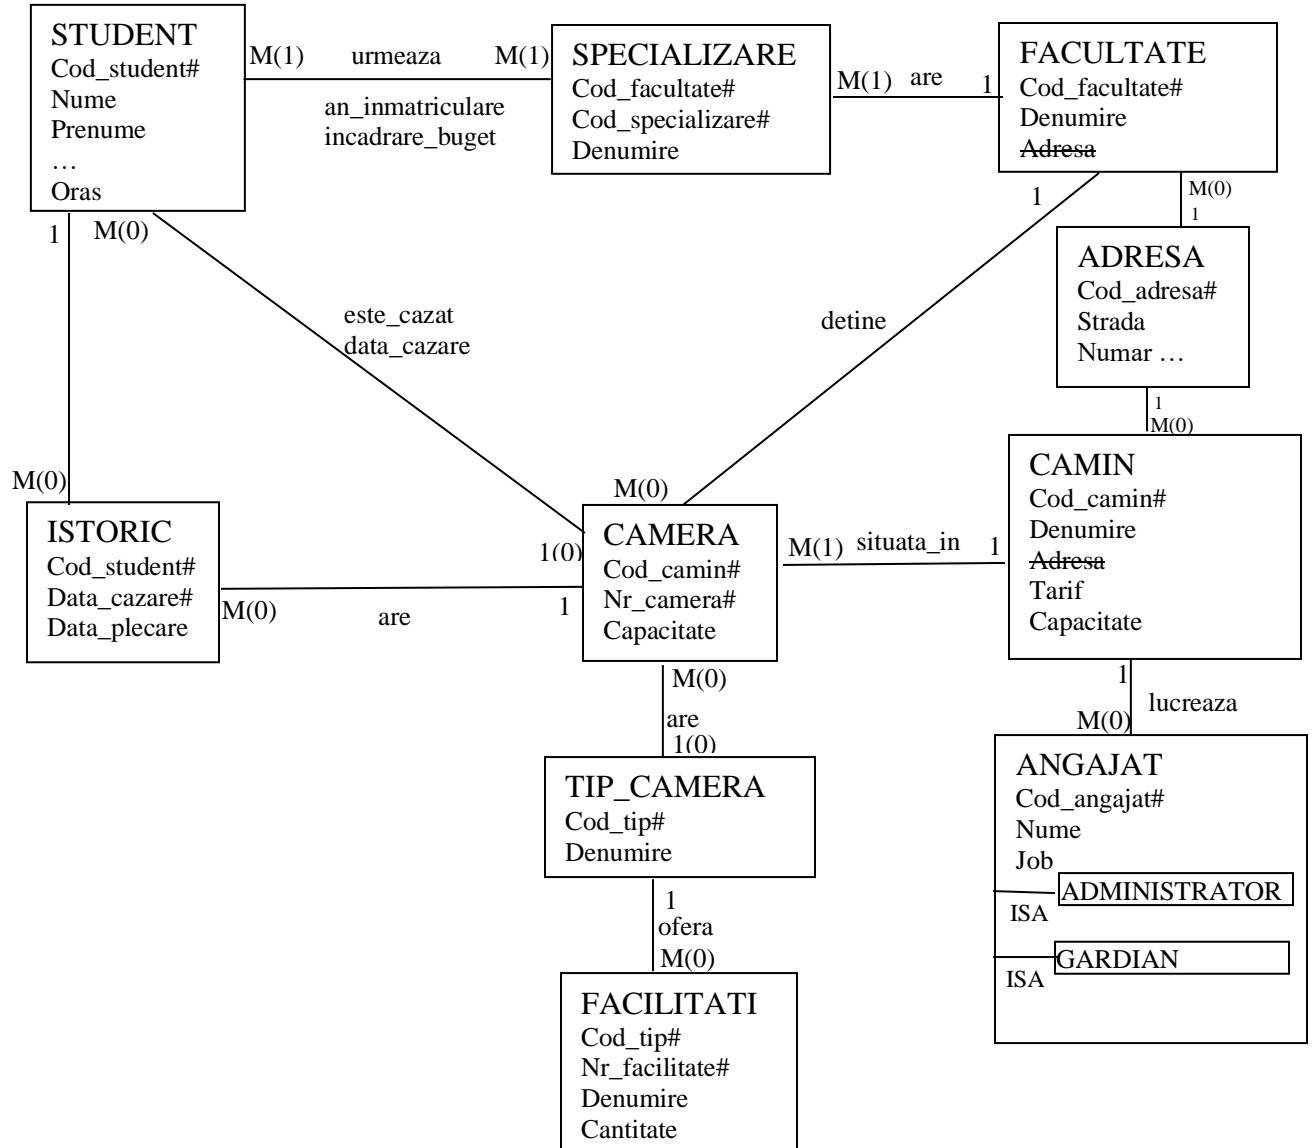 STUDENT
Cod_student#
Nume
Prenume
…
Oras
M(1) urmeaza M(1)
an_inmatriculare
incadrare_buget
SPECIALIZARE
Cod_facultate#
Cod_specializare#
Denumire
M(1) are 1
FACULTATE
Cod_facultate#
Denumire
Adresa
1 M(0)
1
M(0)
1
ADRESA
Cod_adresa#
Strada
Numar …
este_cazat
data_cazare
detine
1
M(0)
CAMIN
Cod_camin#
Denumire
Adresa
Tarif
Capacitate
M(0)
ISTORIC
Cod_student#
Data_cazare#
Data_plecare
M(0) are 1
1(0)
M(0)
CAMERA
Cod_camin#
Nr_camera#
Capacitate
M(1) situata_in 1
M(0)
are
1(0)
1
lucreaza
M(0)
TIP_CAMERA
Cod_tip#
Denumire
ANGAJAT
Cod_angajat#
Nume
Job
ADMINISTRATOR
ISA
GARDIAN
ISA
1
ofera
M(0)
FACILITATI
Cod_tip#
Nr_facilitate#
Denumire
Cantitate